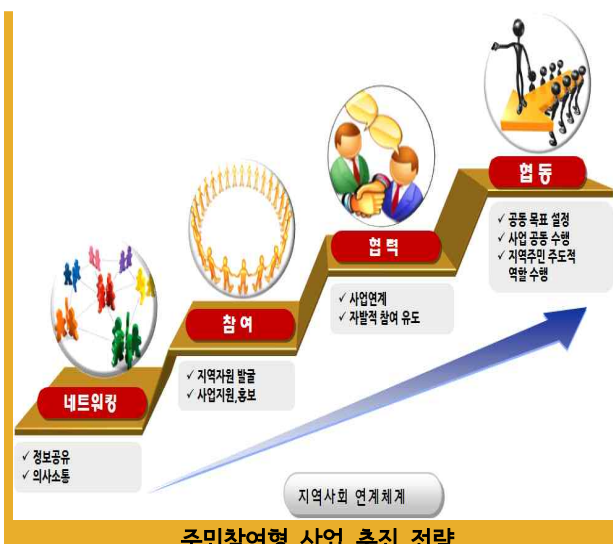 협동
✓ 공동 목표 설정
✓ 사업 공동 수행
✓ 지역주민 주도적
역할 수행
협력
✓ 사업연계
✓ 자발적 참여 유도
참여
✓ 지역자원 발굴
✓ 사업지원,홍보
네트워킹
✓ 정보공유
✓ 의사소통
지역사회 연계체계
주민참여형 사업 추진 전략